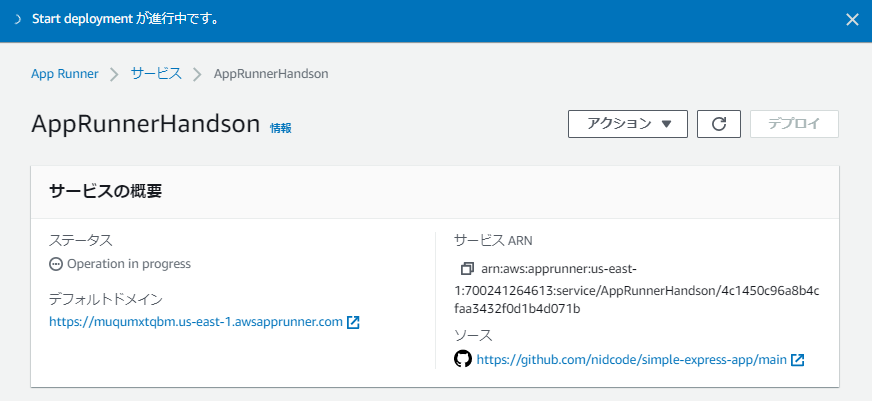 Start deployment が進行中です。
App Runner
サービス
AppRunnerHandson
AppRunnerHandson 情報
アクション
デプロイ
サービスの概要
ステータス
Operation in progress
デフォルトドメイン
https://muqumxtqbm.us-east-1.awsapprunner.com
サービス ARN
arn:aws:apprunner:us-east-
1:700241264613:service/AppRunnerHandson/4c1450c96a8b4c
faa3432f0d1b4d071b
ソース
https://github.com/nidcode/simple-express-app/main